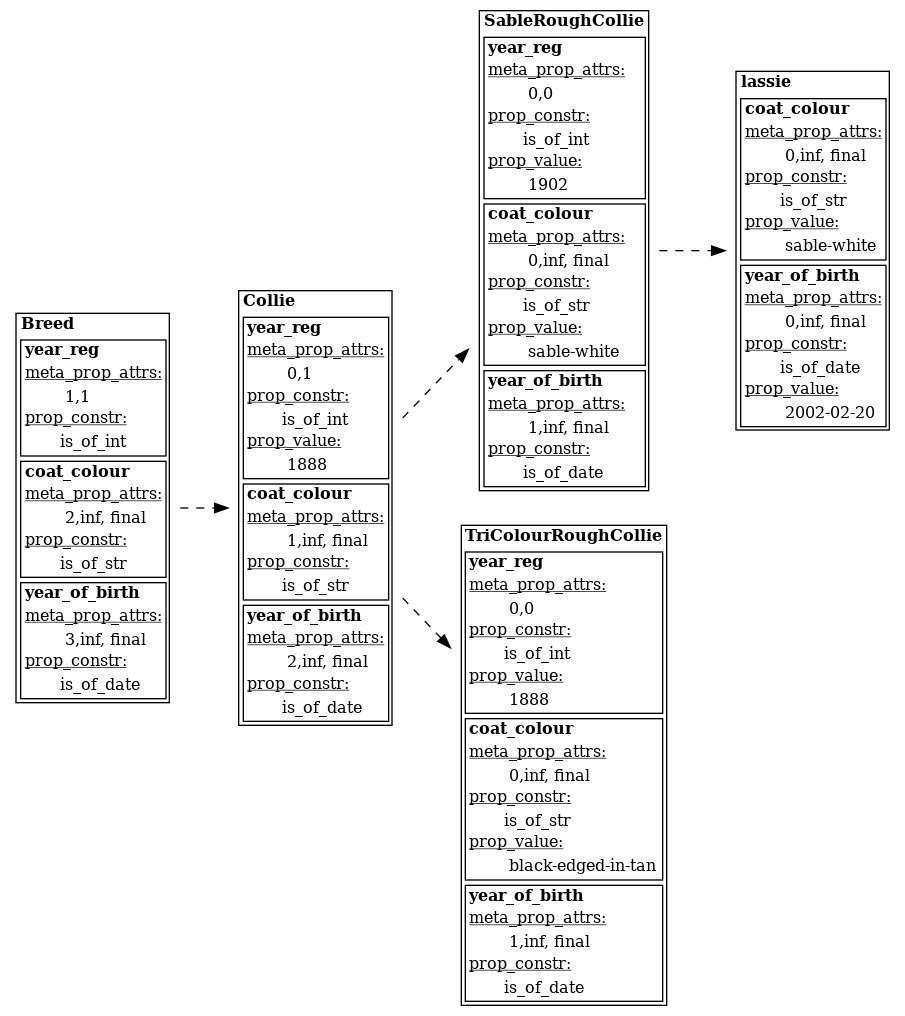 Breed
year_reg
meta_prop_attrs:
1,1
prop_constr:
is_of_int
coat_colour
meta_prop_attrs:
2,inf, final
prop_constr:
is_of_str
year_of_birth
meta_prop_attrs:
3,inf, final
prop_constr:
is_of_date
Collie
year_reg
meta_prop_attrs:
0,1
prop_constr:
is_of_int
prop_value:
1888
coat_colour
meta_prop_attrs:
1,inf, final
prop_constr:
is_of_str
year_of_birth
meta_prop_attrs:
2,inf, final
prop_constr:
is_of_date
SableRoughCollie
year_reg
meta_prop_attrs:
0,0
prop_constr:
is_of_int
prop_value:
1902
coat_colour
meta_prop_attrs:
0,inf, final
prop_constr:
is_of_str
prop_value:
sable-white
year_of_birth
meta_prop_attrs:
1,inf, final
prop_constr:
is_of_date
TriColourRoughCollie
year_reg
meta_prop_attrs:
0,0
prop_constr:
is_of_int
prop_value:
1888
coat_colour
meta_prop_attrs:
0,inf, final
prop_constr:
is_of_str
prop_value:
black-edged-in-tan
year_of_birth
meta_prop_attrs:
1,inf, final
prop_constr:
is_of_date
lassie
coat_colour
meta_prop_attrs:
0,inf, final
prop_constr:
is_of_str
prop_value:
sable-white
year_of_birth
meta_prop_attrs:
0,inf, final
prop_constr:
is_of_date
prop_value:
2002-02-20